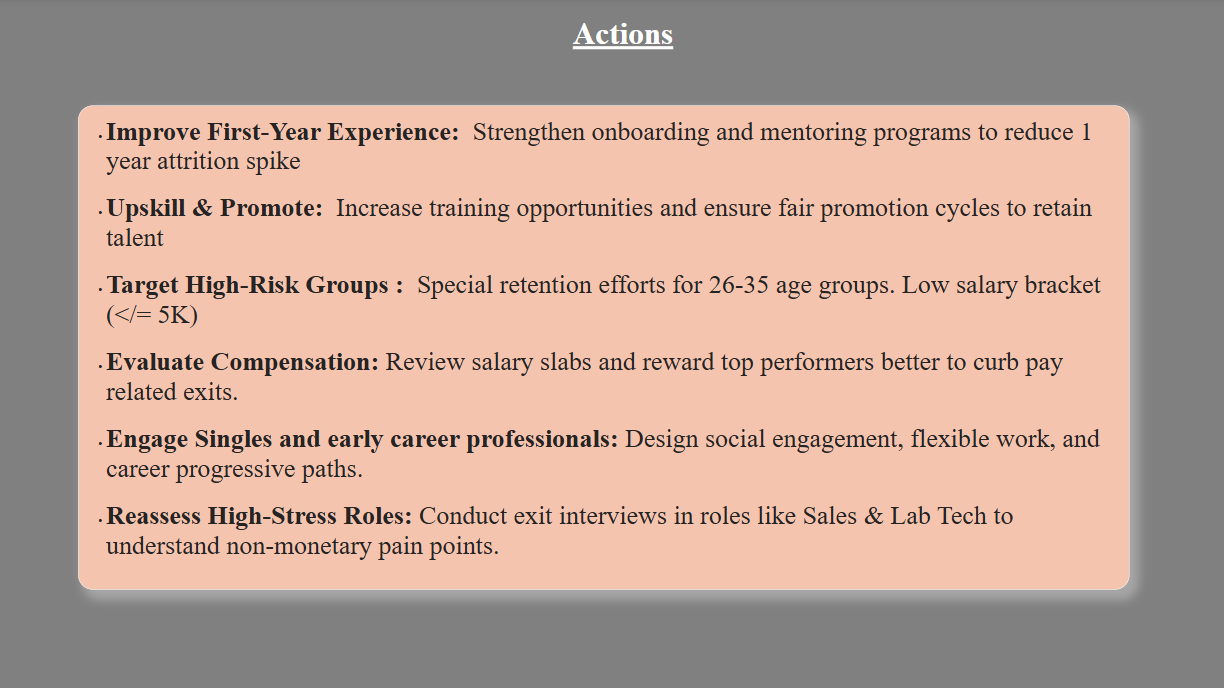 Actions
. Improve First-Year Experience: Strengthen onboarding and mentoring programs to reduce 1
year attrition spike
. Upskill & Promote: Increase training opportunities and ensure fair promotion cycles to retain
talent
. Target High-Risk Groups : Special retention efforts for 26-35 age groups. Low salary bracket
(</= 5K)
. Evaluate Compensation: Review salary slabs and reward top performers better to curb pay
related exits.
. Engage Singles and early career professionals: Design social engagement, flexible work, and
career progressive paths.
. Reassess High-Stress Roles: Conduct exit interviews in roles like Sales & Lab Tech to
understand non-monetary pain points.